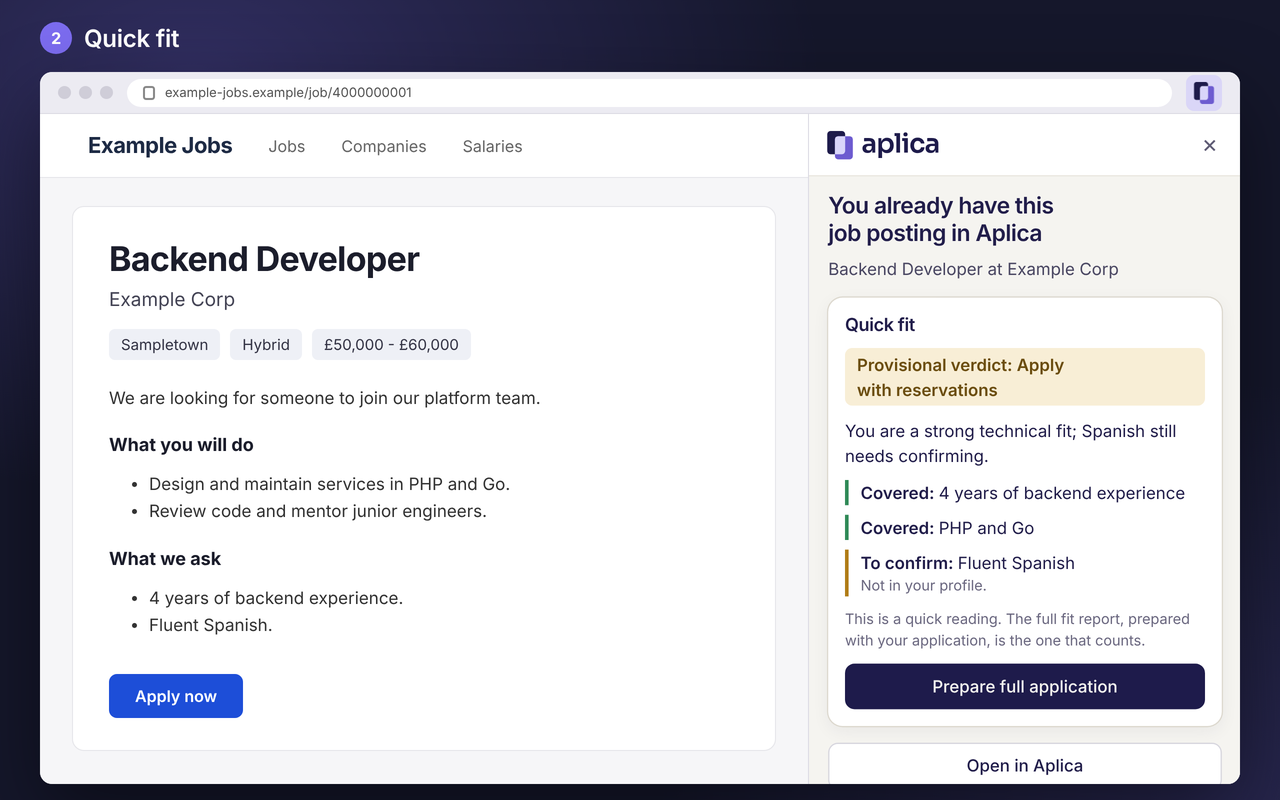 2 Quick fit
example-jobs.example/job/4000000001
Example Jobs Jobs Companies Salaries
Backend Developer
Example Corp
Sampletown Hybrid £50,000 - £60,000
We are looking for someone to join our platform team.
What you will do
• Design and maintain services in PHP and Go.
• Review code and mentor junior engineers.
What we ask
• 4 years of backend experience.
• Fluent Spanish.
Apply now
aplica ×
You already have this
job posting in Aplica
Backend Developer at Example Corp
Quick fit
Provisional verdict: Apply
with reservations
You are a strong technical fit; Spanish still
needs confirming.
Covered: 4 years of backend experience
Covered: PHP and Go
To confirm: Fluent Spanish
Not in your profile.
This is a quick reading. The full fit report, prepared
with your application, is the one that counts.
Prepare full application
Open in Aplica